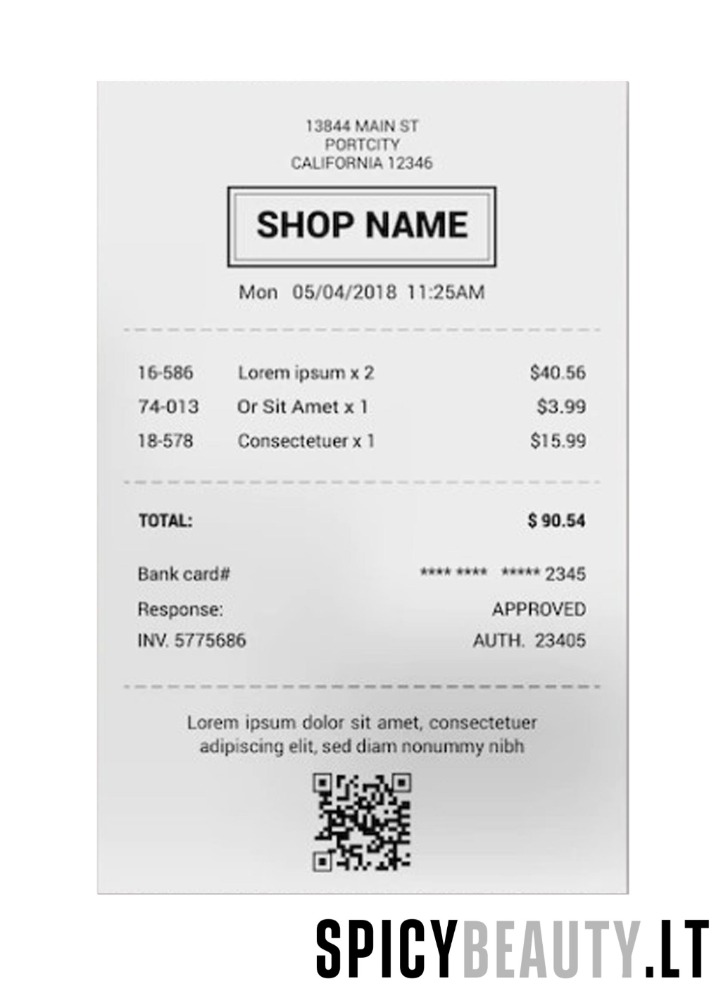 13844 MAIN ST
PORTCITY
CALIFORNIA 12346
SHOP NAME
Mon 05/04/2018 11:25AM
16-586 Lorem ipsum x 2 $40.56
74-013 Or Sit Amet x 1 $3.99
18-578 Consectetuer x 1 $15.99
TOTAL: $ 90.54
Bank card# **** **** ***** 2345
Response: APPROVED
INV. 5775686 AUTH. 23405
Lorem ipsum dolor sit amet, consectetuer
adipiscing elit, sed diam nonummy nibh
SPICYBEAUTY.LT